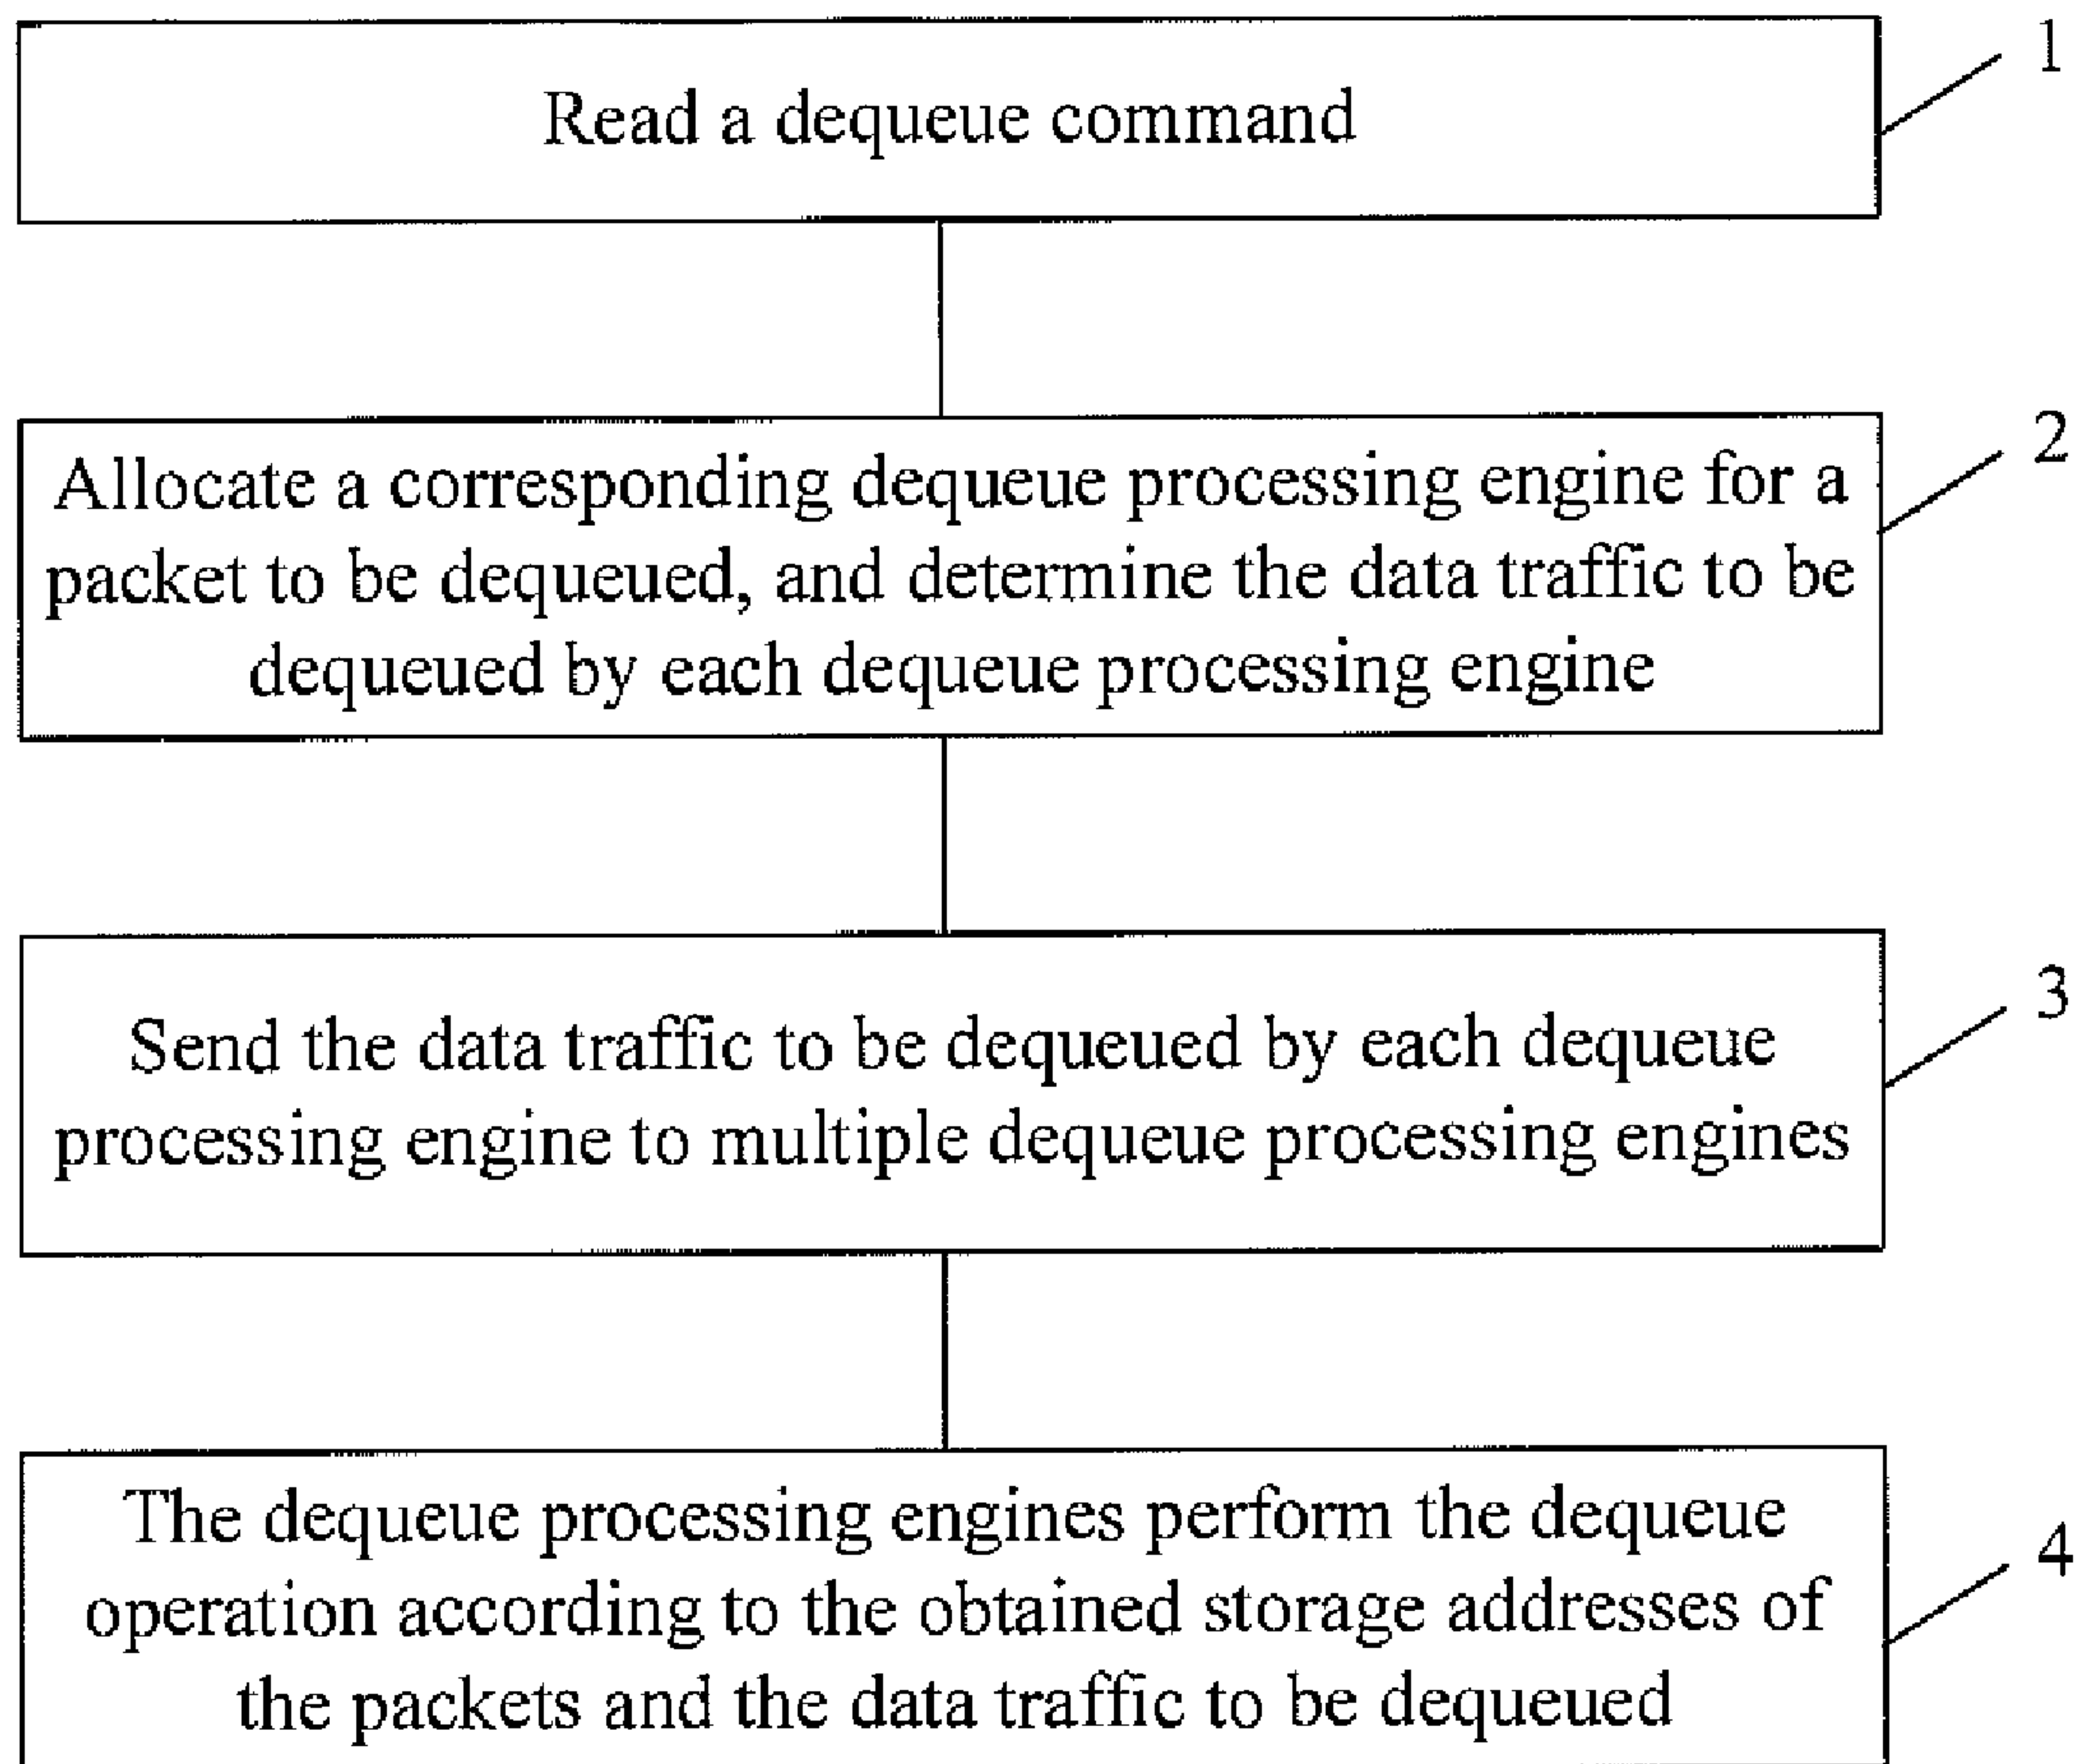 Read a dequeue command
1
Allocate a corresponding dequeue processing engine for a
packet to be dequeued, and determine the data traffic to be
dequeued by each dequeue processing engine
2
Send the data traffic to be dequeued by each dequeue
processing engine to multiple dequeue processing engines
3
The dequeue processing engines perform the dequeue
operation according to the obtained storage addresses of
the packets and the data traffic to be dequeued
4